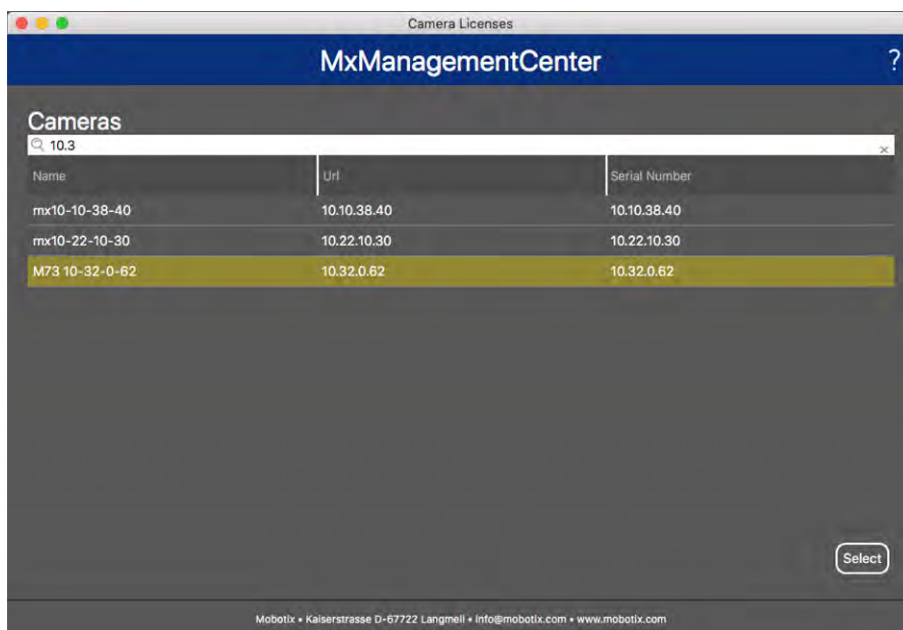 Camera Licenses
MxManagementCenter ?
Cameras
10.3 ×
Name Url Serial Number
mx10-10-38-40 10.10.38.40 10.10.38.40
mx10-22-10-30 10.22.10.30 10.22.10.30
M73 10-32-0-62 10.32.0.62 10.32.0.62
Select
Mobotix • Kaiserstrasse D-67722 Langmeil • info@mobotix.com • www.mobotix.com